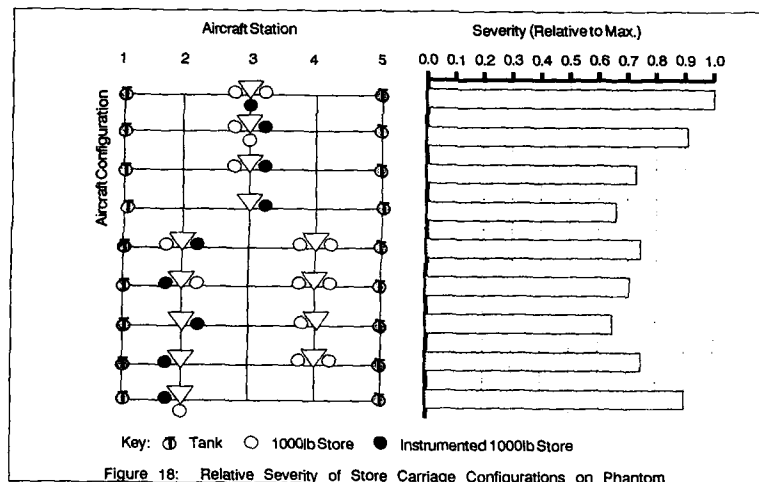 Aircraft Station
Severity (Relative to Max.)
1 2 3 4 5
0.0 0.1 0.2 0.3 0.4 0.5 0.6 0.7 0.8 0.9 1.0
Aircraft Configuration
Key: Tank 1000lb Store Instrumented 1000lb Store
Figure 18: Relative Severity of Store Carriage Configurations on Phantom